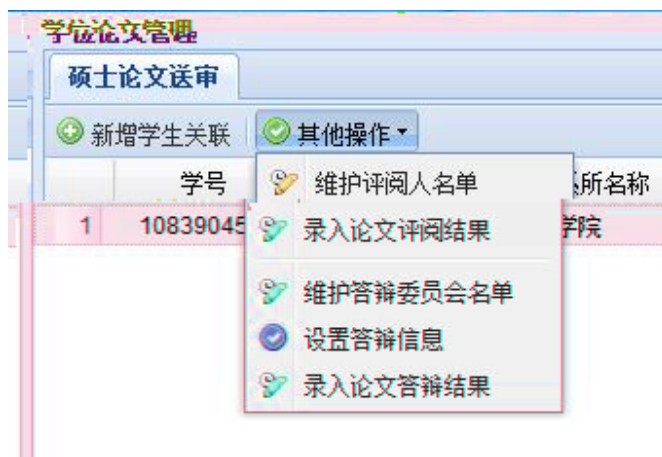 学位论文管理
硕士论文送审
新增学生关联 其他操作
学号 所名称
1 10839045 学院
维护评阅人名单
录入论文评阅结果
维护答辩委员会名单
设置答辩信息
录入论文答辩结果